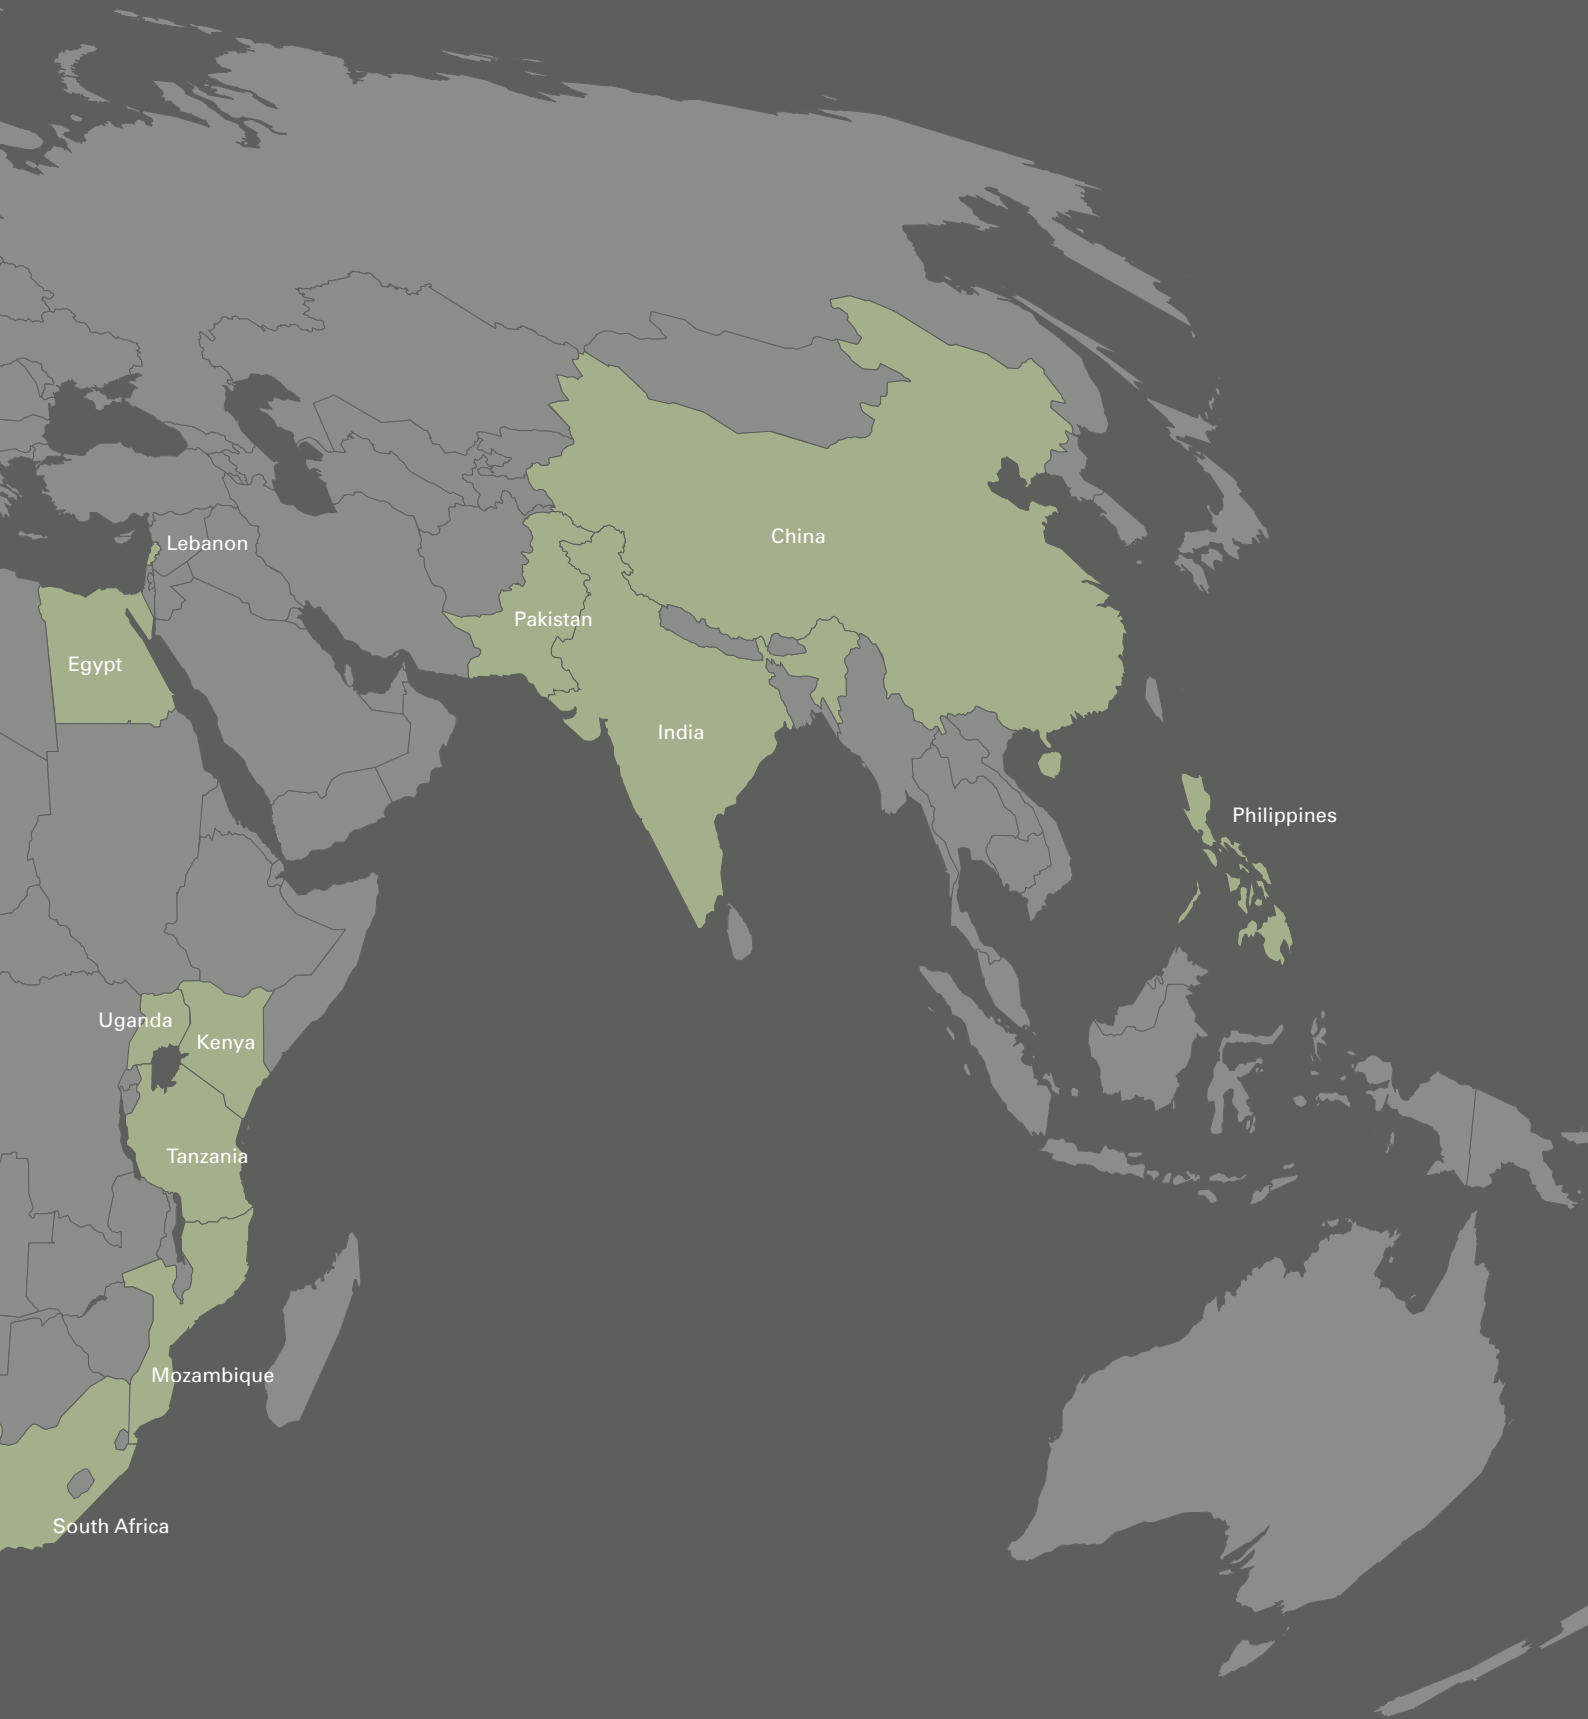 China
Lebanon
Pakistan
Egypt
India
Philippines
Uganda
Kenya
Tanzania
Mozambique
South Africa